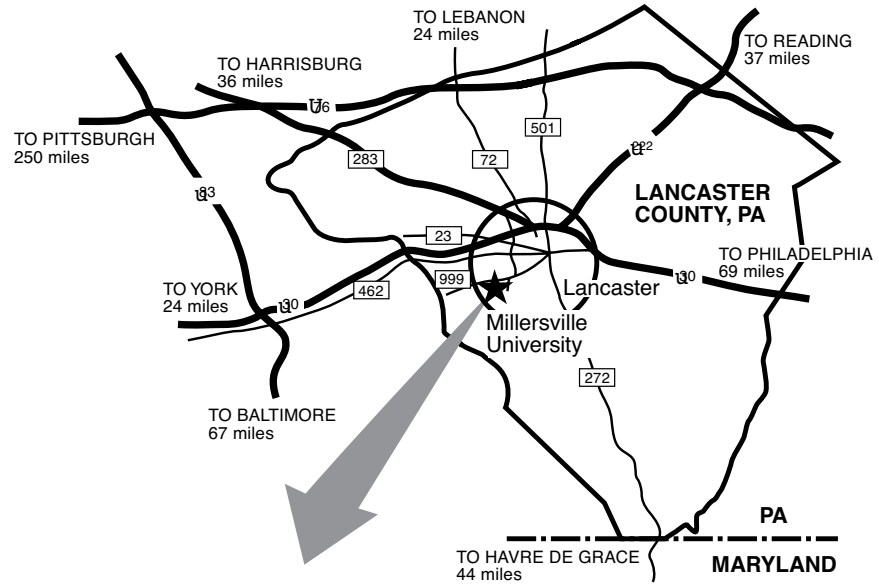 TO LEBANON
24 miles
TO READING
37 miles
TO HARRISBURG
36 miles
76
TO PITTSBURGH
250 miles
501
283
72
222
83
LANCASTER
COUNTY, PA
23
TO PHILADELPHIA
69 miles
30
TO YORK
24 miles
30
462
999
Lancaster
Millersville
University
272
TO BALTIMORE
67 miles
PA
TO HAVRE DE GRACE
44 miles
MARYLAND